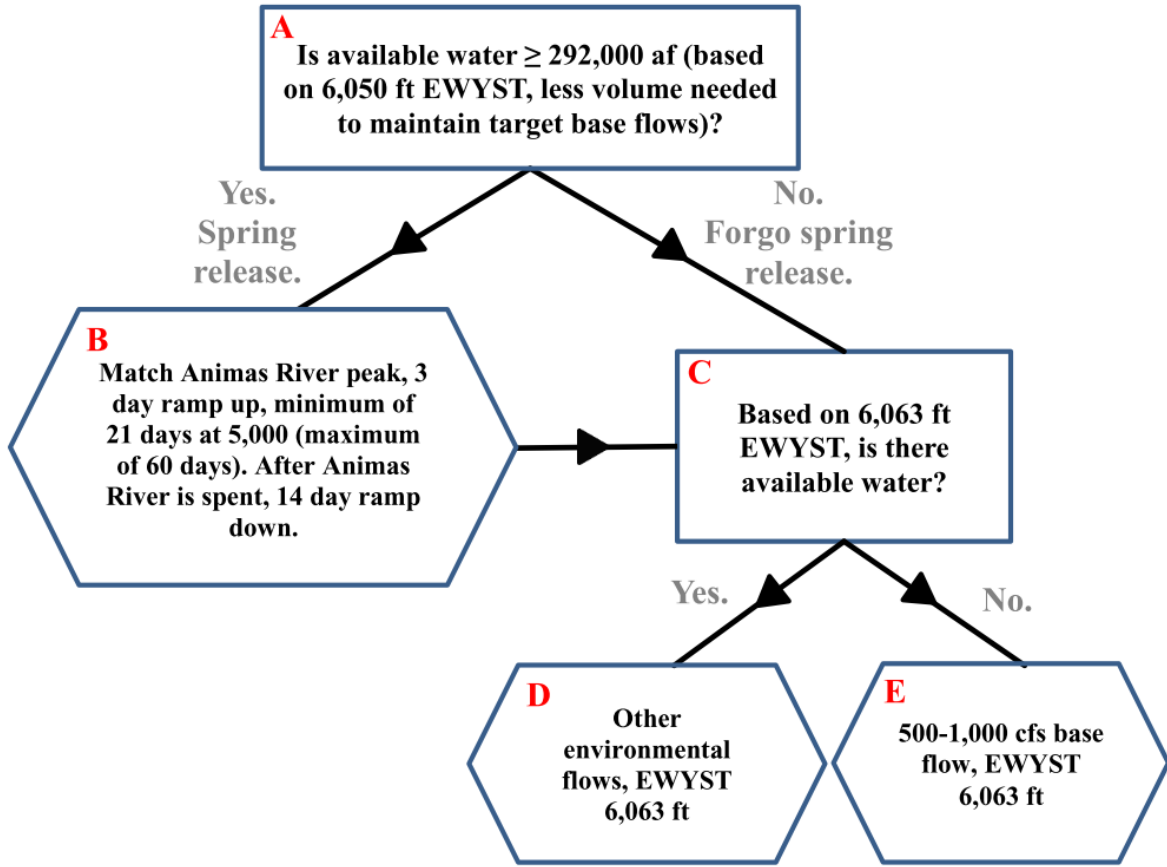 A
Is available water ≥ 292,000 af (based
on 6,050 ft EWYST, less volume needed
to maintain target base flows)?
Yes.
Spring
release.
No.
Forgo spring
release.
B
Match Animas River peak, 3
day ramp up, minimum of
21 days at 5,000 (maximum
of 60 days). After Animas
River is spent, 14 day ramp
down.
C
Based on 6,063 ft
EWYST, is there
available water?
Yes.
No.
D
Other
environmental
flows, EWYST
6,063 ft
E
500-1,000 cfs base
flow, EWYST
6,063 ft